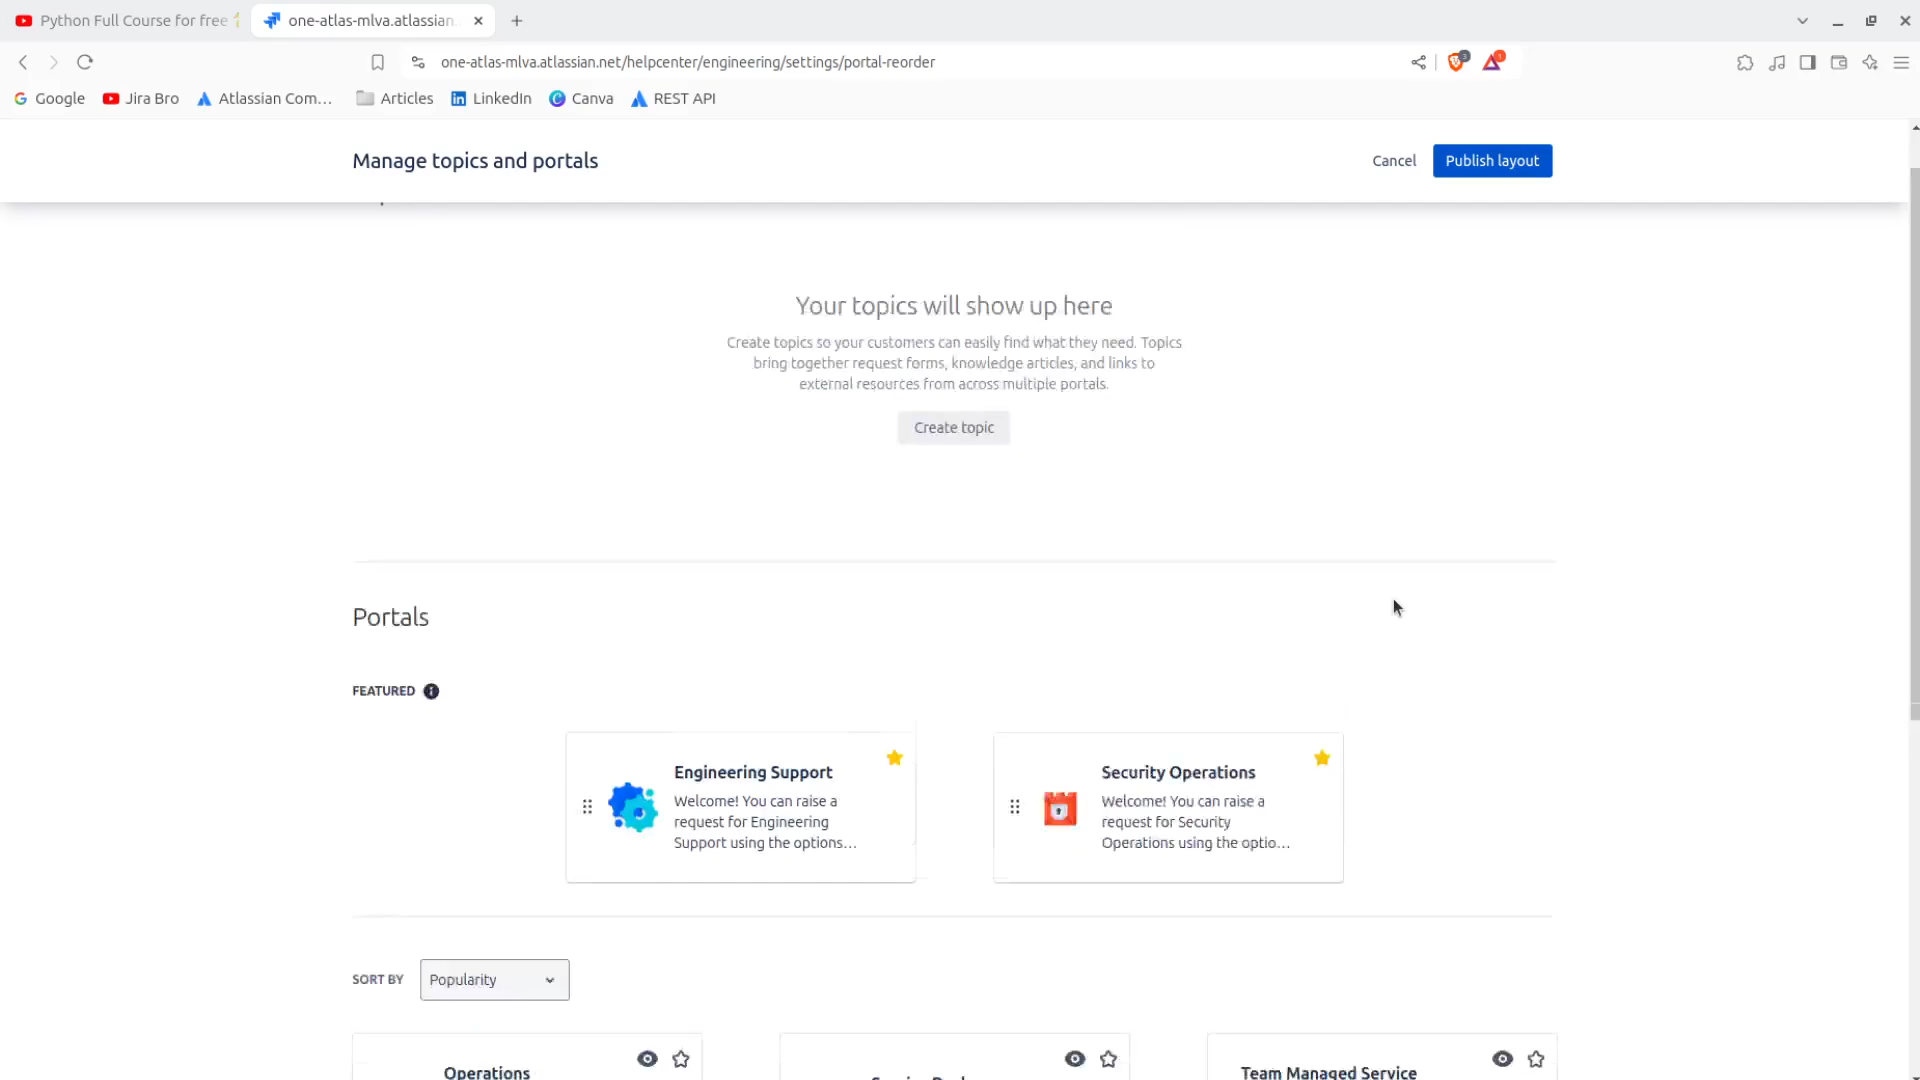 Python Full Course for free
one-atlas-mlva.atlassian.
one-atlas-mlva.atlassian.net/helpcenter/engineering/settings/portal-reorder
3
1
Google
Jira Bro
Atlassian Com...
Articles
LinkedIn
Canva
REST API
Manage topics and portals
Cancel
Publish layout
Your topics will show up here
Create topics so your customers can easily find what they need. Topics
bring together request forms, knowledge articles, and links to
external resources from across multiple portals.
Create topic
Portals
FEATURED
Engineering Support
Welcome! You can raise a
request for Engineering
Support using the options...
Security Operations
Welcome! You can raise a
request for Security
Operations using the optio...
SORT BY
Popularity
Operations
Team Managed Service